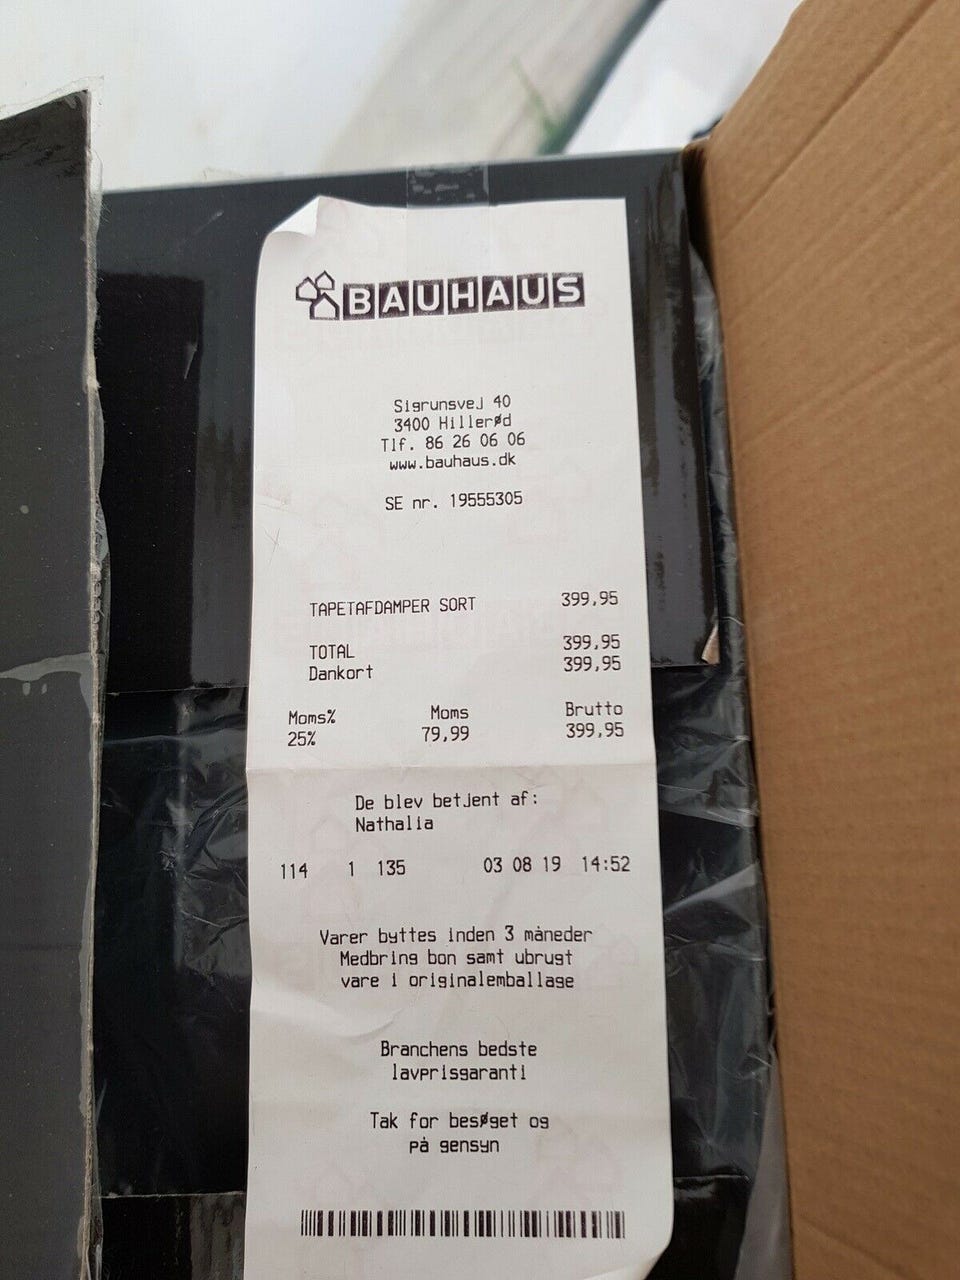 BAUHAUS
Sigrunsvej 40
3400 Hillerød
Tlf. 86 26 06 06
www.bauhaus.dk
SE nr. 19555305
TAPETAFDAMPER SORT 399,95
TOTAL 399,95
Dankort 399,95
Moms% Moms Brutto
25% 79,99 399,95
De blev betjent af:
Nathalia
114 1 135 03 08 19 14:52
Varer byttes inden 3 måneder
Medbring bon samt ubrugt
vare i originalemballage
Branchens bedste
lavprisgaranti
Tak for besøget og
på gensyn